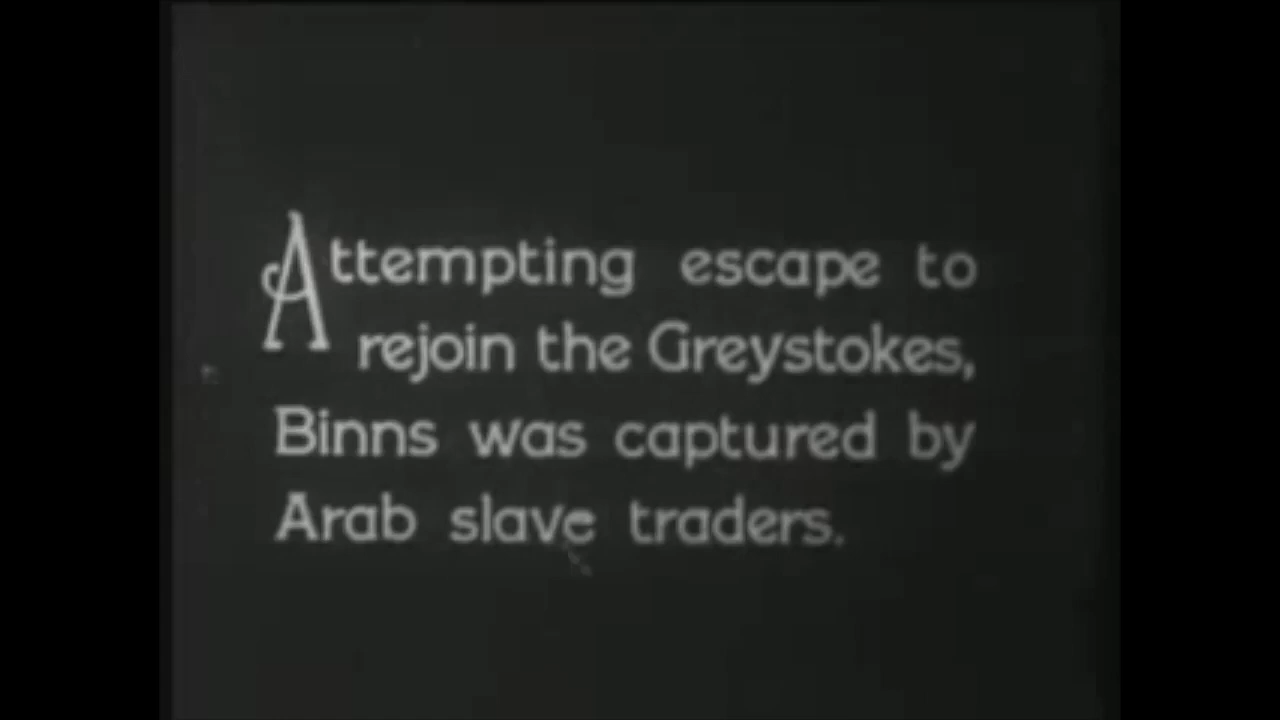 Attempting escape to
rejoin the Greystokes,
Binns was captured by
Arab slave traders.